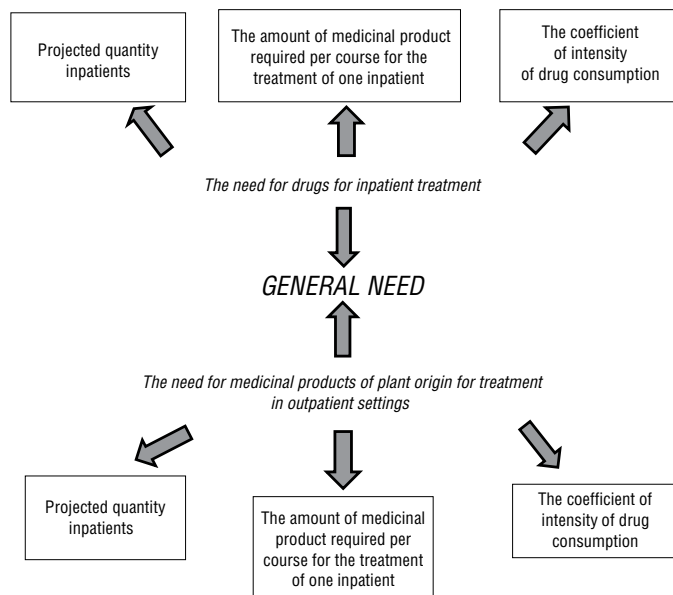 Projected quantity
inpatients
The amount of medicinal product
required per course for the
treatment of one inpatient
The coefficient
of intensity
of drug consumption
The need for drugs for inpatient treatment
GENERAL NEED
The need for medicinal products of plant origin for treatment
in outpatient settings
Projected quantity
inpatients
The amount of medicinal
product required per
course for the treatment
of one inpatient
The coefficient of
intensity of drug
consumption